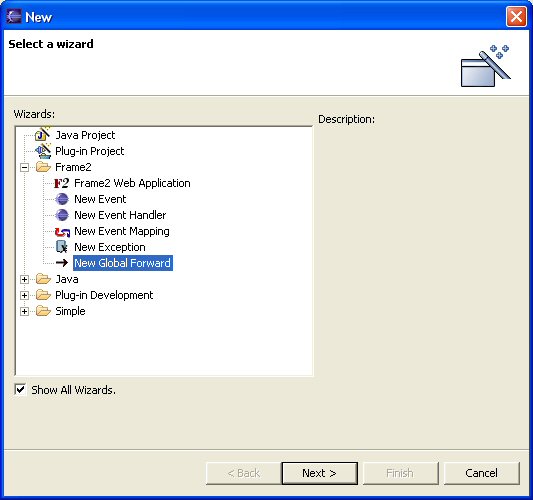 New
Select a wizard
Wizards:
Description:
Java Project
Plug-in Project
Frame2
F2 Frame2 Web Application
New Event
New Event Handler
New Event Mapping
New Exception
New Global Forward
Java
Plug-in Development
Simple
Show All Wizards.
< Back Next > Finish Cancel